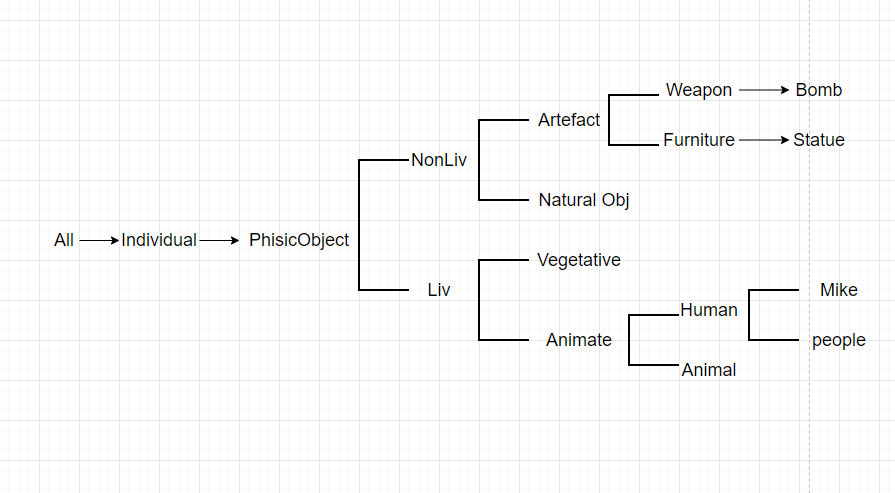 Weapon
Bomb
Artefact
Furniture
Statue
NonLiv
Natural Obj
All
Individual
PhisicObject
Vegetative
Liv
Human
Mike
Animate
people
Animal